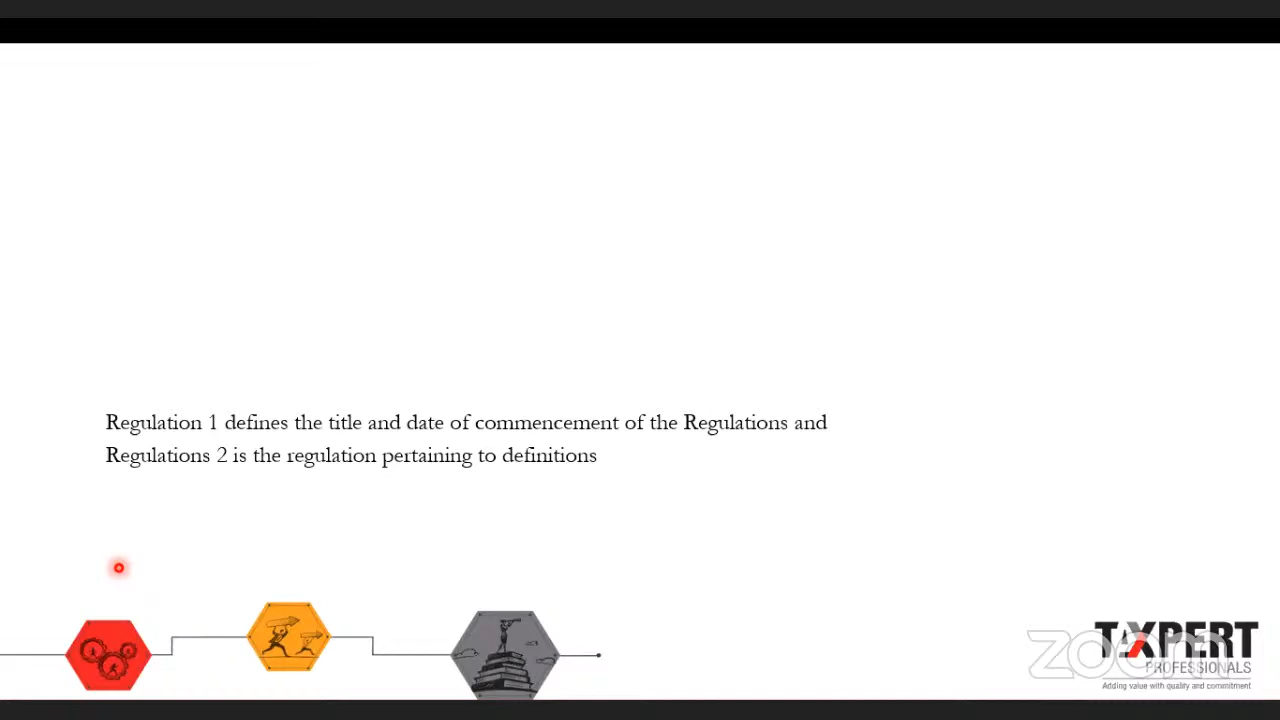 Regulation 1 defines the title and date of commencement of the Regulations and
Regulations 2 is the regulation pertaining to definitions
TAXPERT
zoom
PROFESSIONALS
Adding value with quality and commitment